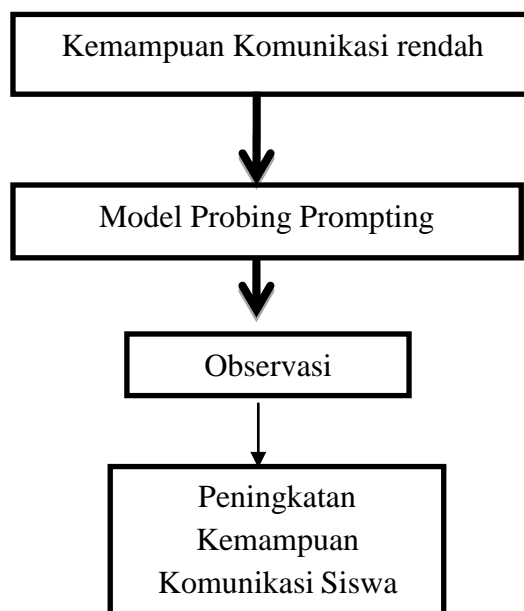 Kemampuan Komunikasi rendah
Model Probing Prompting
Observasi
Peningkatan
Kemampuan
Komunikasi Siswa